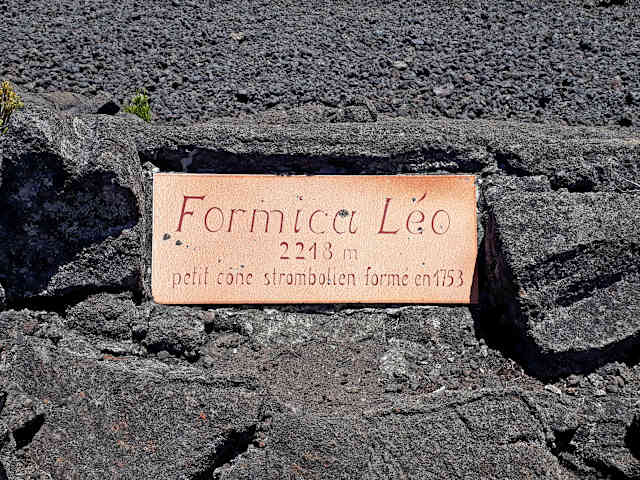 Formica Léo
2218 m
petit cône strombolien formé en 1753